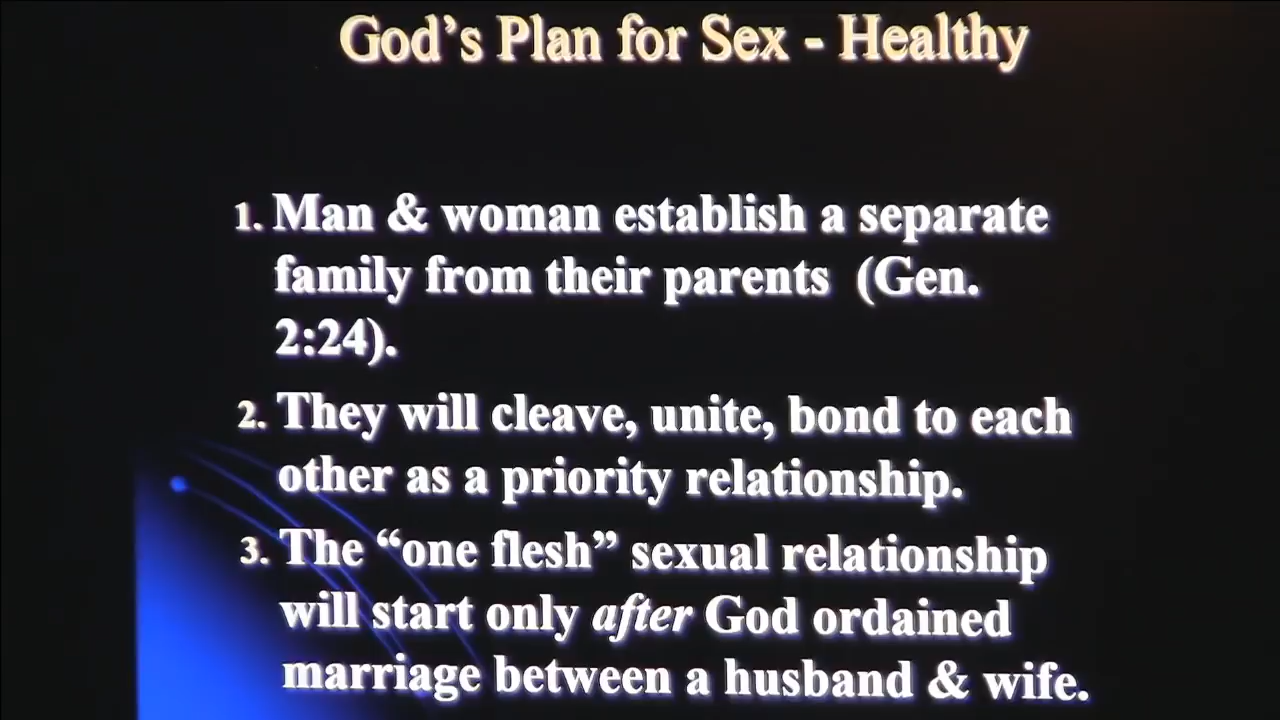 God’s Plan for Sex - Healthy
1. Man & woman establish a separate
family from their parents (Gen.
2:24).
2. They will cleave, unite, bond to each
other as a priority relationship.
3. The “one flesh” sexual relationship
will start only after God ordained
marriage between a husband & wife.